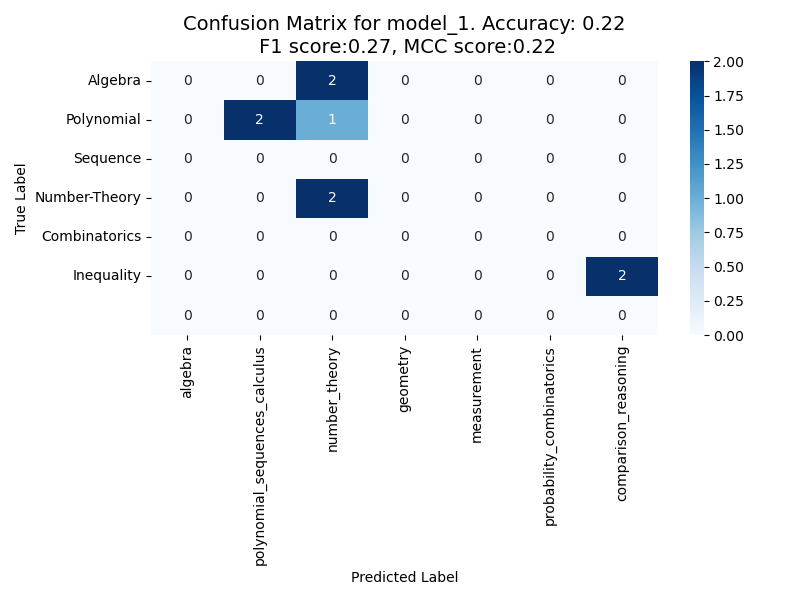 Confusion Matrix for model_1. Accuracy: 0.22
F1 score:0.27, MCC score:0.22
True Label
Algebra 0 0 2 0 0 0 0
Polynomial 0 2 1 0 0 0 0
Sequence 0 0 0 0 0 0 0
Number-Theory 0 0 2 0 0 0 0
Combinatorics 0 0 0 0 0 0 0
Inequality 0 0 0 0 0 0 2
0 0 0 0 0 0 0
algebra
polynomial_sequences_calculus
number_theory
geometry
measurement
probability_combinatorics
comparison_reasoning
Predicted Label
2.00
1.75
1.50
1.25
1.00
0.75
0.50
0.25
0.00